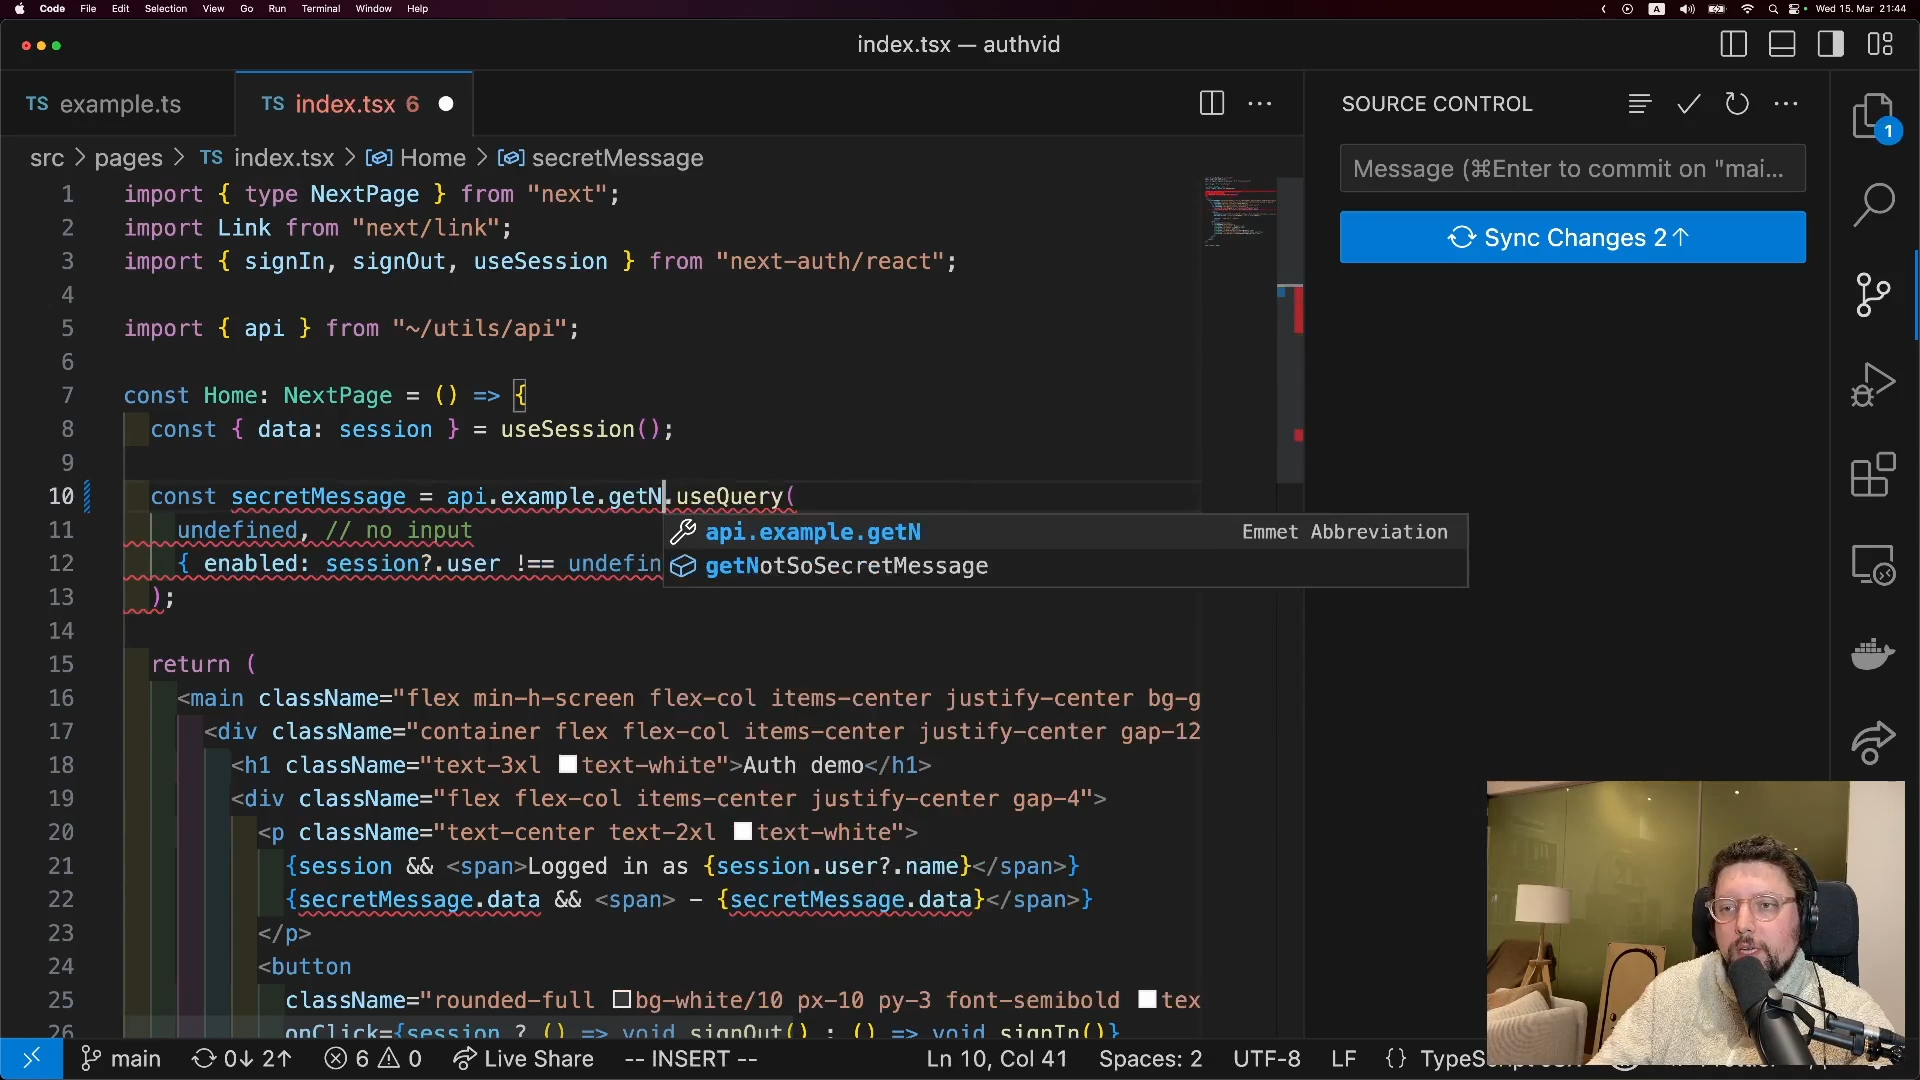 Code File Edit Selection View Go Run Terminal Window Help A Wed 15. Mar 21:44
index.tsx — authvid
TS example.ts TS index.tsx 6
SOURCE CONTROL
src > pages > TS index.tsx > Home > secretMessage
Message (⌘Enter to commit on "mai...
Sync Changes 2↑
1
1 import { type NextPage } from "next";
2 import Link from "next/link";
3 import { signIn, signOut, useSession } from "next-auth/react";
4
5 import { api } from "~/utils/api";
6
7 const Home: NextPage = () => {
8 const { data: session } = useSession();
9
10 const secretMessage = api.example.getN.useQuery(
11 undefined, // no input
12 { enabled: session?.user !== undefin
api.example.getN Emmet Abbreviation
getNotSoSecretMessage
13 );
14
15 return (
16 <main className="flex min-h-screen flex-col items-center justify-center bg-g
17 <div className="container flex flex-col items-center justify-center gap-12
18 <h1 className="text-3xl text-white">Auth demo</h1>
19 <div className="flex flex-col items-center justify-center gap-4">
20 <p className="text-center text-2xl text-white">
21 {session && <span>Logged in as {session.user?.name}</span>}
22 {secretMessage.data && <span> - {secretMessage.data}</span>}
23 </p>
24 <button
25 className="rounded-full bg-white/10 px-10 py-3 font-semibold tex
26 onClick={session ? () => void signOut() : () => void signIn()}
main 0↓ 2↑ 6 0 Live Share -- INSERT -- Ln 10, Col 41 Spaces: 2 UTF-8 LF {}